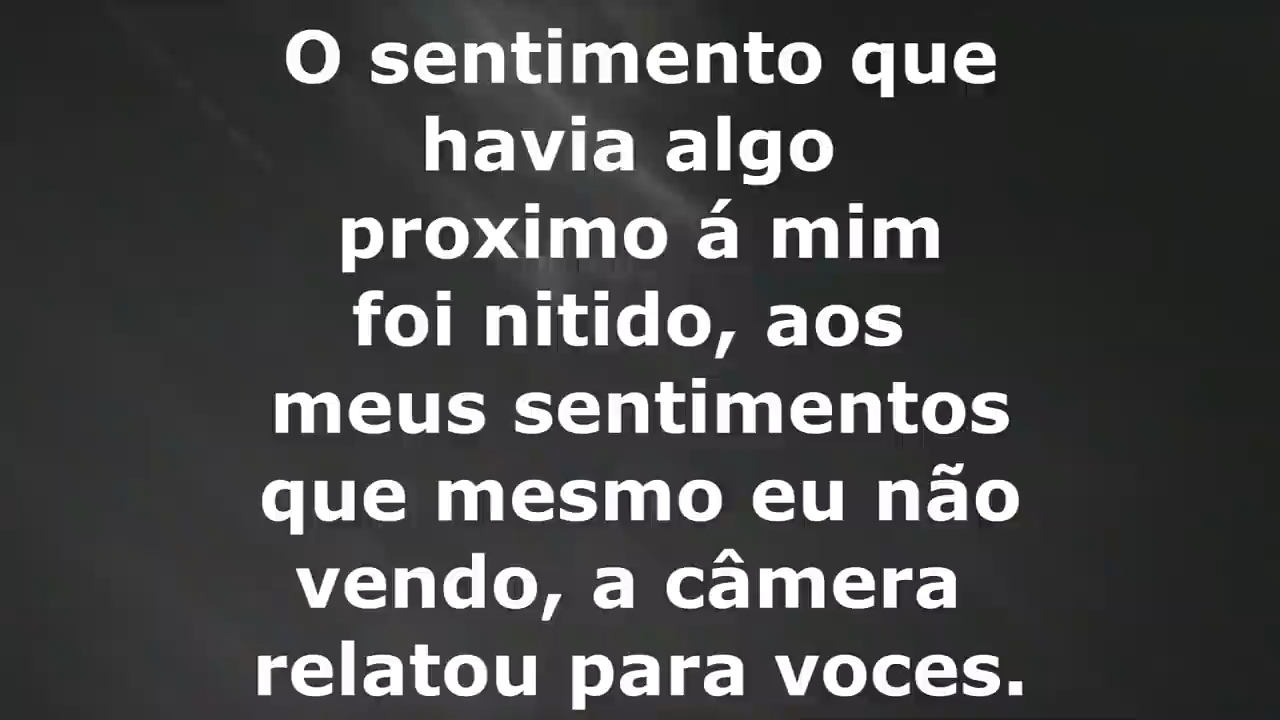 O sentimento que
havia algo
proximo á mim
foi nitido, aos
meus sentimentos
que mesmo eu não
vendo, a câmera
relatou para voces.